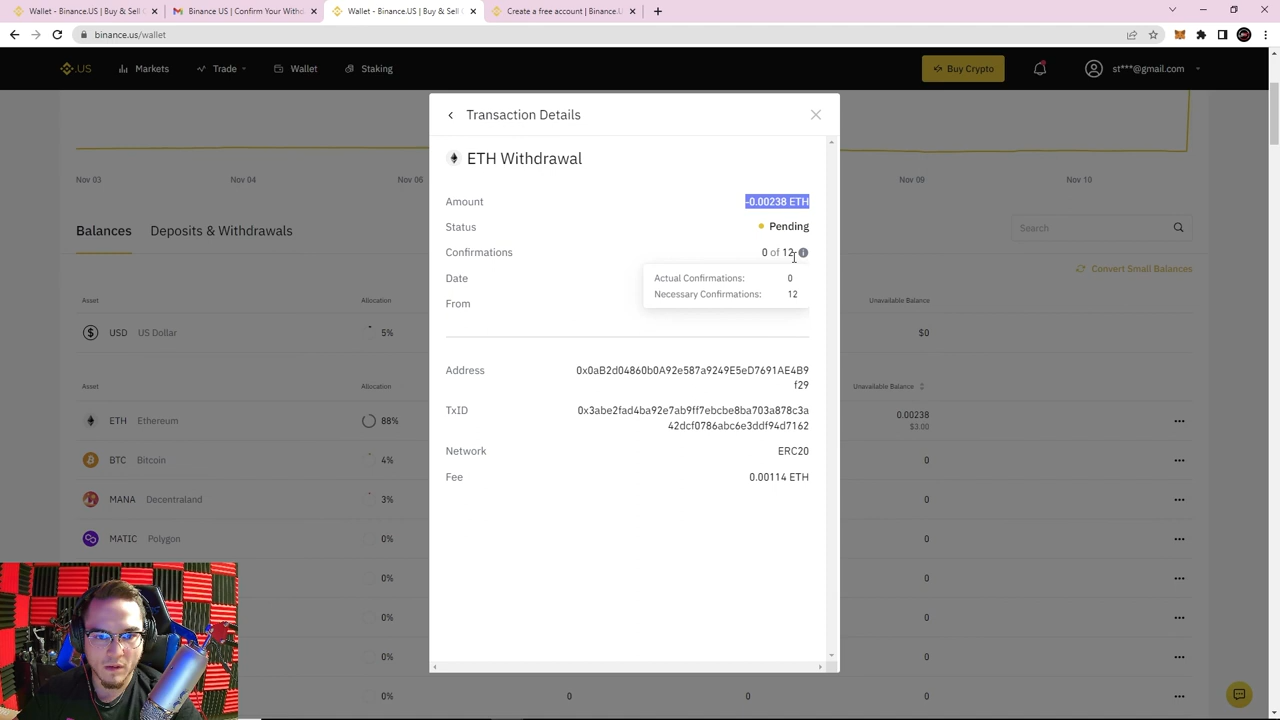 Wallet - Binance.US | Buy & Sell C
Binance US | Confirm Your Withd
Wallet - Binance.US | Buy & Sell C
Create a free account | Binance.U
binance.us/wallet
.US
Markets
Trade
Wallet
Staking
Buy Crypto
st***@gmail.com
Transaction Details
ETH Withdrawal
Nov 03
Nov 04
Nov 06
Nov 09
Nov 10
Amount
-0.00238 ETH
Status
Pending
Confirmations
0 of 12
Actual Confirmations: 0
Necessary Confirmations: 12
Date
From
Address
0x0aB2d04860b0A92e587a9249E5eD7691AE4B9
f29
TxID
0x3abe2fad4ba92e7ab9ff7ebcbe8ba703a878c3a
42dcf0786abc6e3ddf94d7162
Network
ERC20
Fee
0.00114 ETH
Balances
Deposits & Withdrawals
Search
Convert Small Balances
Asset
Allocation
Unavailable Balance
USD US Dollar
5%
$0
Asset
Allocation
Unavailable Balance
ETH Ethereum
88%
0.00238
$3.00
BTC Bitcoin
4%
0
MANA Decentraland
3%
0
MATIC Polygon
0%
0
0%
0
0%
0
0%
0
0%
0
0
0